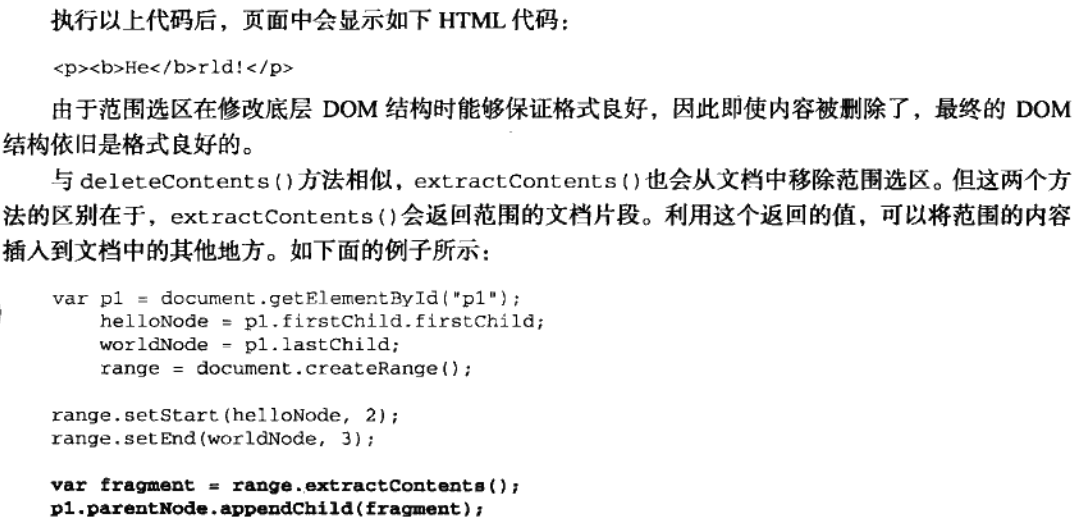 执行以上代码后，页面中会显示如下 HTML 代码：
<p><b>He</b>rld!</p>
由于范围选区在修改底层 DOM 结构时能够保证格式良好，因此即使内容被删除了，最终的 DOM
结构依旧是格式良好的。
与 deleteContents()方法相似，extractContents()也会从文档中移除范围选区。但这两个方
法的区别在于，extractContents()会返回范围的文档片段。利用这个返回的值，可以将范围的内容
插入到文档中的其他地方。如下面的例子所示：
var p1 = document.getElementById("p1");
helloNode = p1.firstChild.firstChild;
worldNode = p1.lastChild;
range = document.createRange();
range.setStart(helloNode, 2);
range.setEnd(worldNode, 3);
var fragment = range.extractContents();
p1.parentNode.appendChild(fragment);